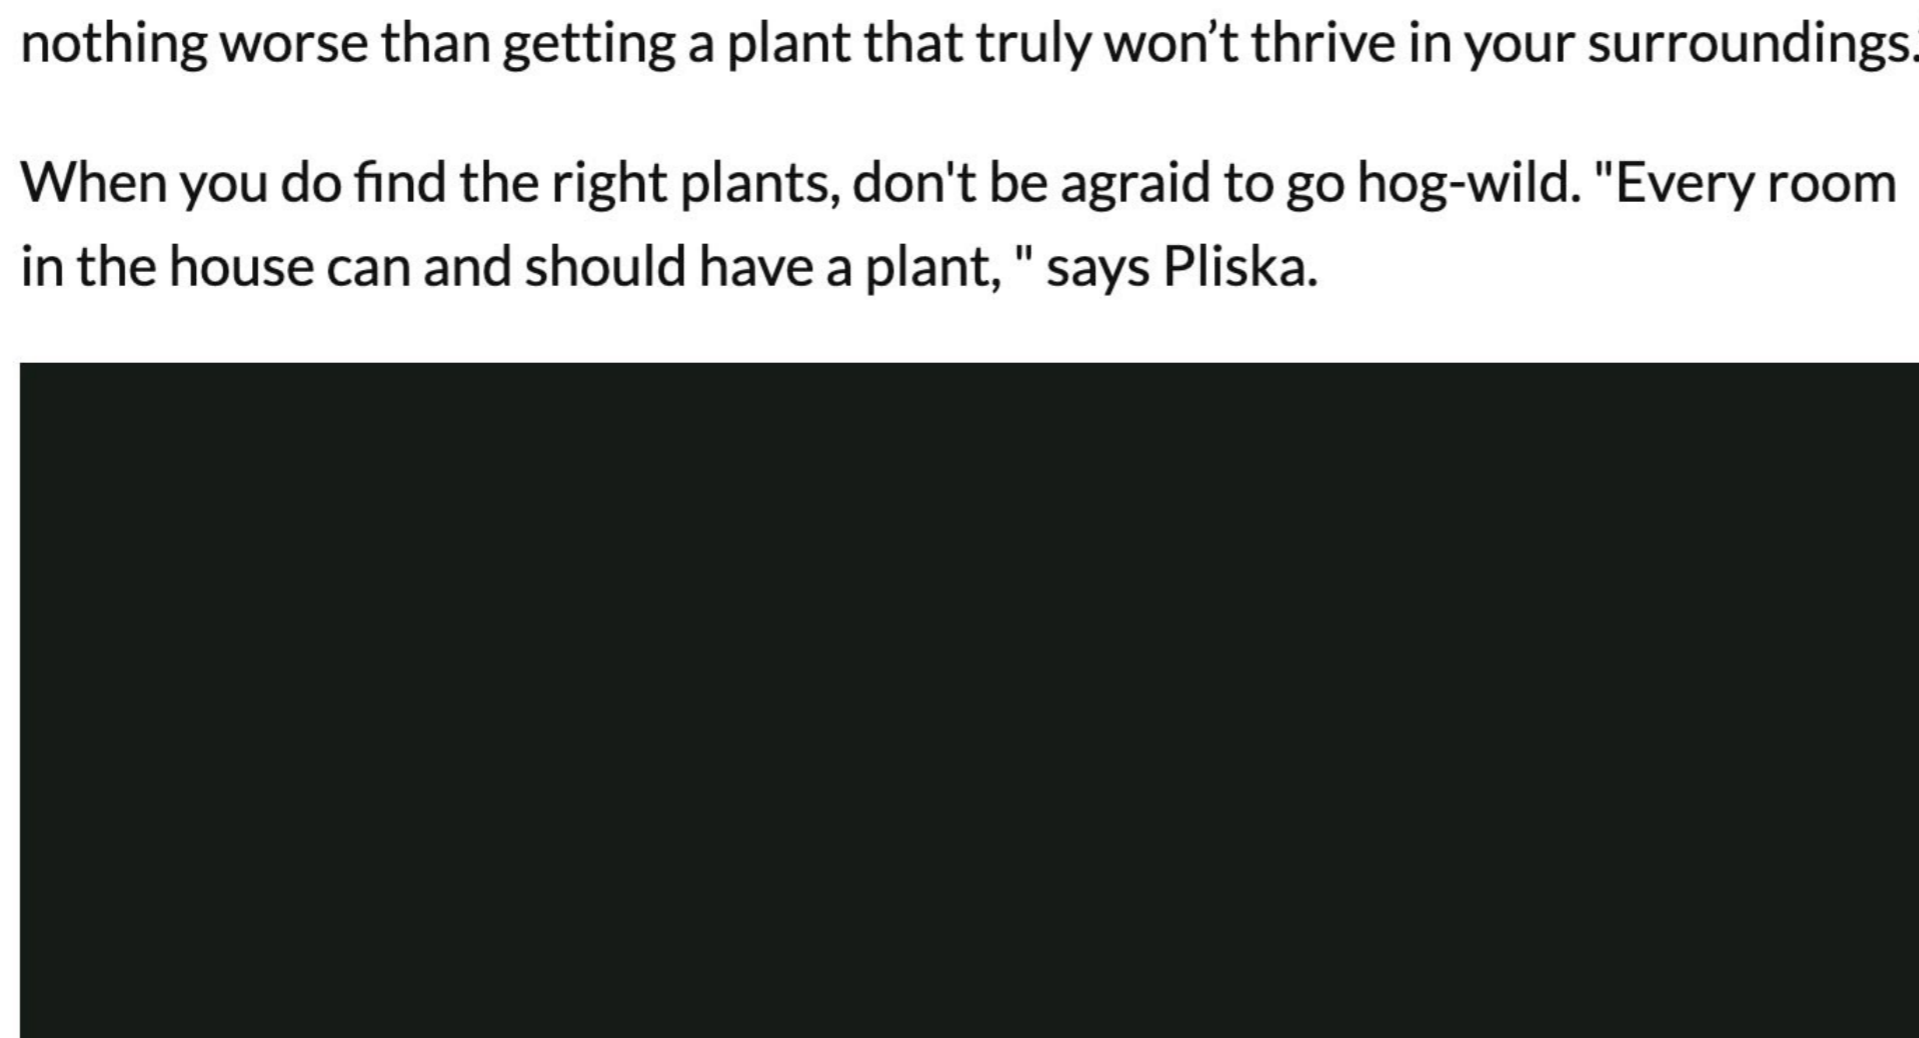 nothing worse than getting a plant that truly won’t thrive in your surroundings.
When you do find the right plants, don't be agraid to go hog-wild. "Every room
in the house can and should have a plant, " says Pliska.